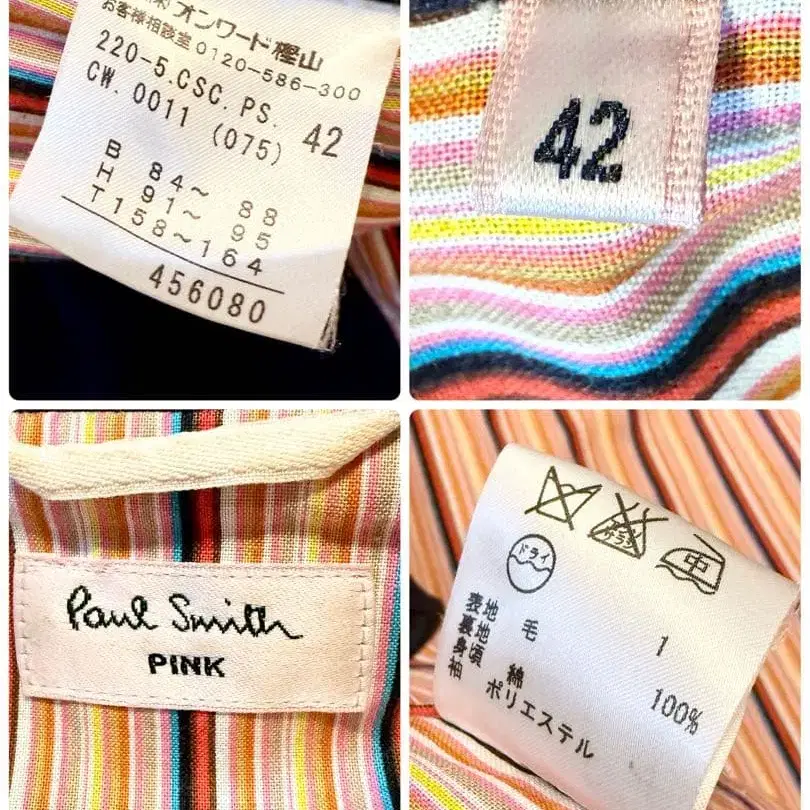 ㈱オンワード樫山
お客様相談室 0120-586-300
220-5.CSC.PS.
CW.0011 (075) 42
B 84～ 88
H 91～ 95
T158～164
456080
42
Paul Smith
PINK
ドライ
中
表地 毛 1
裏地
身頃 綿 100%
袖 ポリエステル